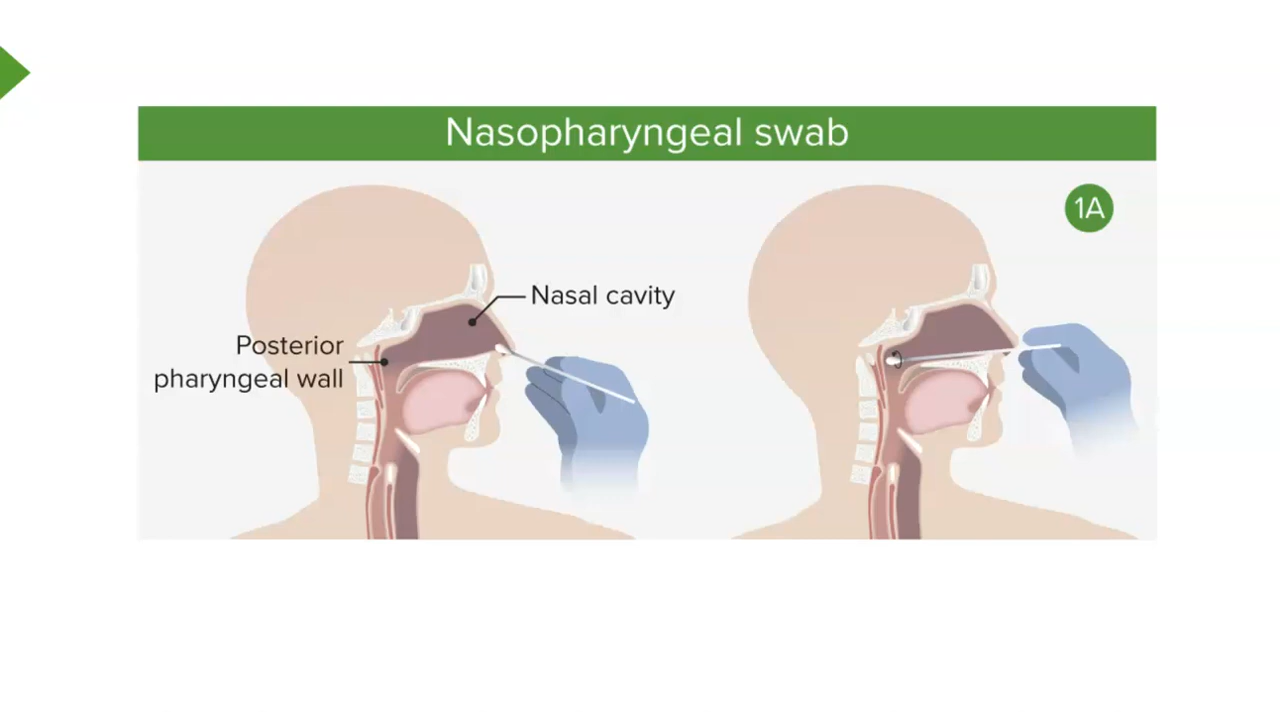 Nasopharyngeal swab
1A
Nasal cavity
Posterior
pharyngeal wall